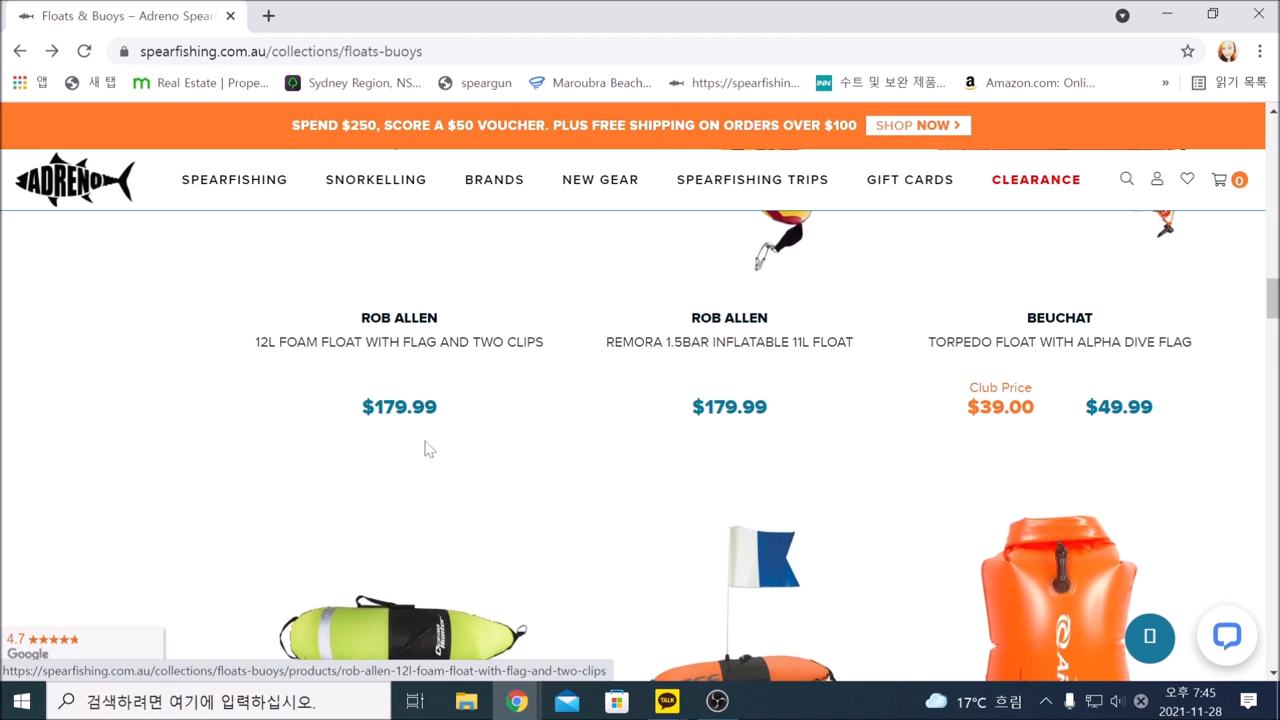 Floats & Buoys – Adreno Spearf
spearfishing.com.au/collections/floats-buoys
앱 새 탭 Real Estate | Prope... Sydney Region, NS... speargun Maroubra Beach... https://spearfishin... 수트 및 보완 제품... Amazon.com: Onli... » 읽기 목록
SPEND $250, SCORE A $50 VOUCHER. PLUS FREE SHIPPING ON ORDERS OVER $100 SHOP NOW >
ADRENO SPEARFISHING SNORKELLING BRANDS NEW GEAR SPEARFISHING TRIPS GIFT CARDS CLEARANCE 0
ROB ALLEN ROB ALLEN BEUCHAT
12L FOAM FLOAT WITH FLAG AND TWO CLIPS REMORA 1.5BAR INFLATABLE 11L FLOAT TORPEDO FLOAT WITH ALPHA DIVE FLAG
Club Price
$179.99 $179.99 $39.00 $49.99
Ocean Hunter
4.7
Google
https://spearfishing.com.au/collections/floats-buoys/products/rob-allen-12l-foam-float-with-flag-and-two-clips
검색하려면 여기에 입력하십시오. TALK 17°C 흐림 오후 7:45
2021-11-28